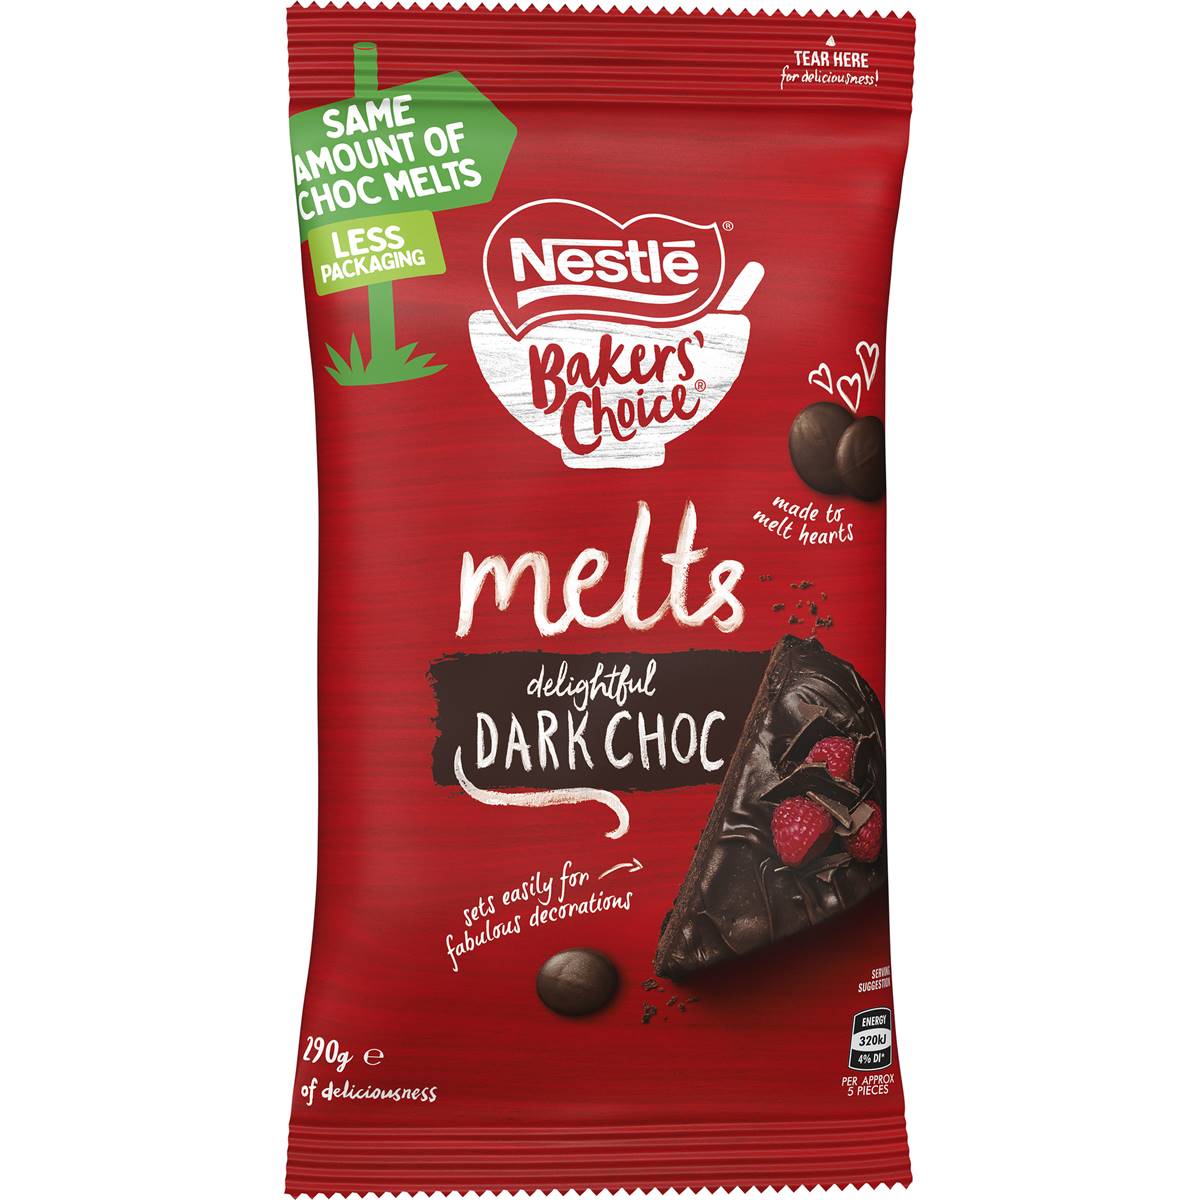 TEAR HERE
for deliciousness!
SAME
AMOUNT OF
CHOC MELTS
LESS
PACKAGING
Nestlé®
Bakers'
Choice®
made to
melt hearts
melts
delightful
DARK CHOC
sets easily for
fabulous decorations
SERVING
SUGGESTION
290g e
of deliciousness
ENERGY
320kJ
4% DI*
PER APPROX
5 PIECES